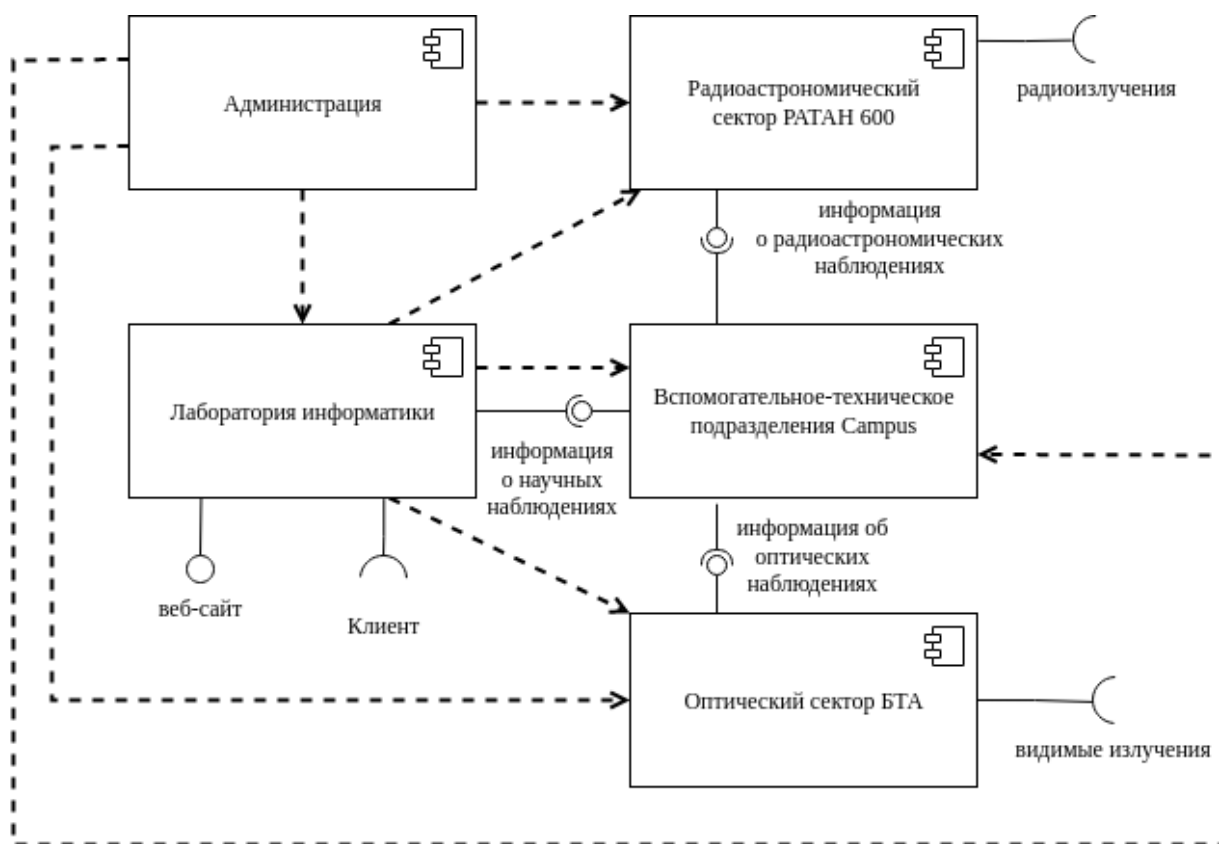 Администрация
Радиоастрономический
сектор РАТАН 600
радиоизлучения
информация
о радиоастрономических
наблюдениях
Лаборатория информатики
Вспомогательное-техническое
подразделения Campus
информация
о научных
наблюдениях
информация об
оптических
наблюдениях
веб-сайт
Клиент
Оптический сектор БТА
видимые излучения